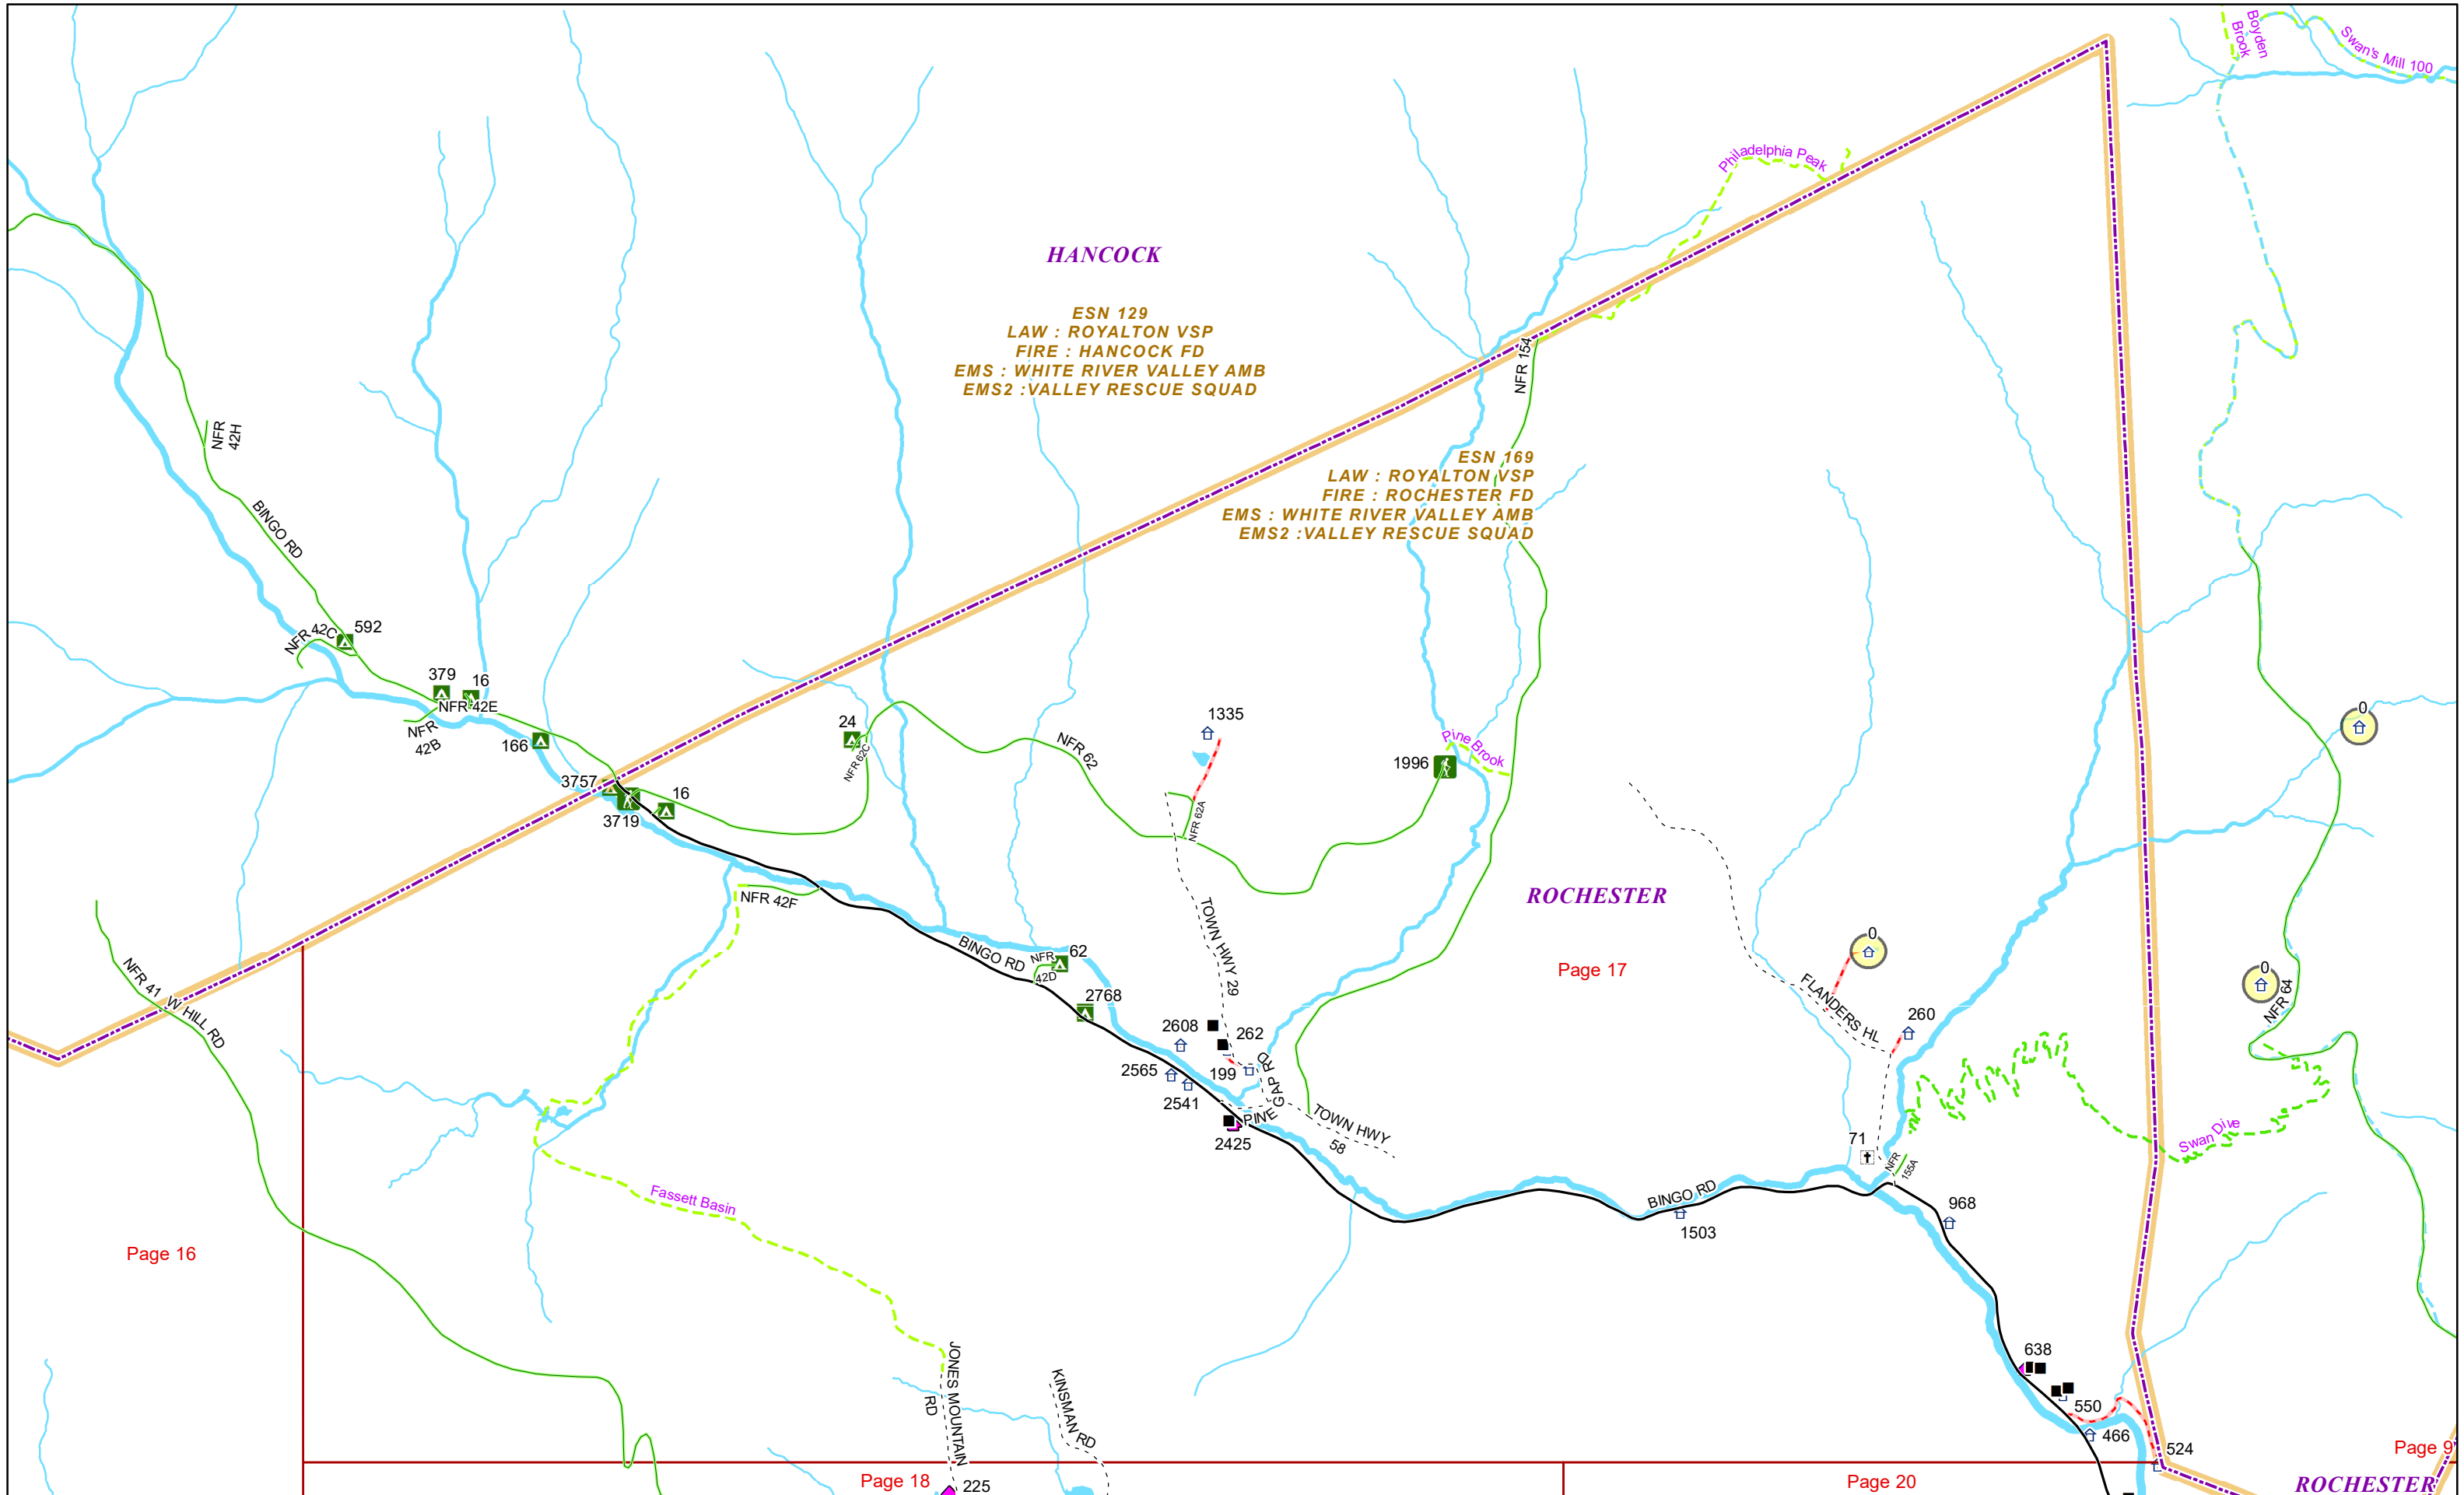 Boyden
Brook
Swan's Mill 100
Philadelphia Peak
HANCOCK
ESN 129
LAW : ROYALTON VSP
FIRE : HANCOCK FD
EMS : WHITE RIVER VALLEY AMB
EMS2 :VALLEY RESCUE SQUAD
NFR 154
NFR
42H
ESN 169
LAW : ROYALTON VSP
FIRE : ROCHESTER FD
EMS : WHITE RIVER VALLEY AMB
EMS2 :VALLEY RESCUE SQUAD
BINGO RD
592
NFR 42C
379
16
NFR 42E
NFR
42B
166
24
NFR 62C
NFR 62
1335
0
Pine Brook
1996
3757
3719
16
NFR 62A
NFR 42F
ROCHESTER
TOWN HWY 29
BINGO RD
NFR
42D
62
0
Page 17
0
NFR 41
W HILL RD
2768
FLANDERS HL
NFR 64
260
2608
262
2565
199
2541
PINE
GAP RD
TOWN HWY
58
2425
71
Swan Dive
NFR
155A
Fassett Basin
BINGO RD
968
1503
Page 16
638
JONES MOUNTAIN
RD
KINSMAN RD
550
466
524
Page 9
Page 18
225
Page 20
ROCHESTER